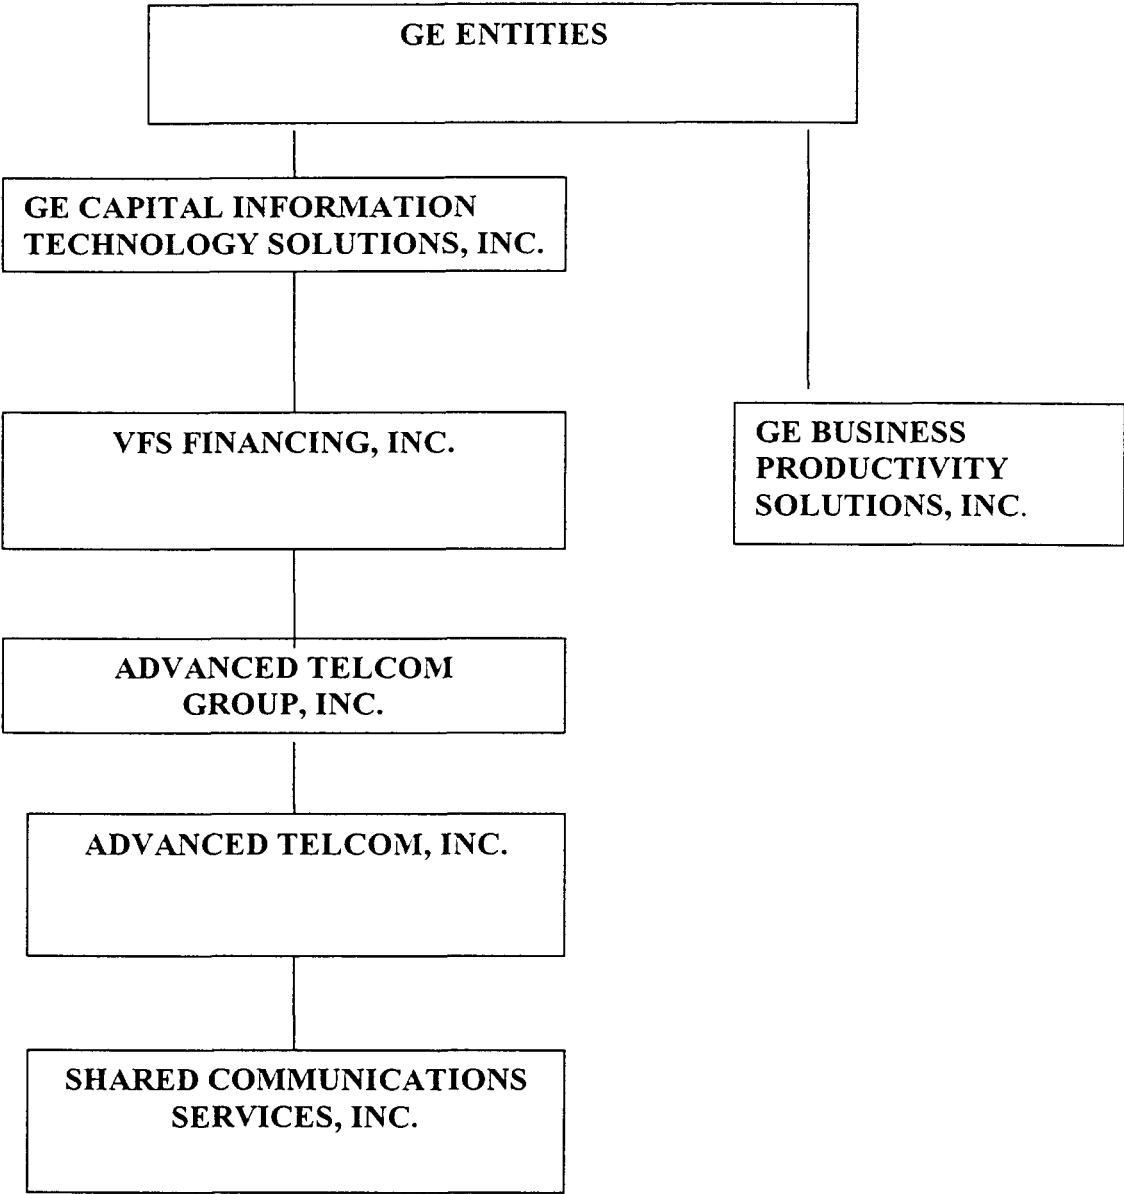 GE ENTITIES
GE CAPITAL INFORMATION
TECHNOLOGY SOLUTIONS, INC.
VFS FINANCING, INC.
GE BUSINESS
PRODUCTIVITY
SOLUTIONS, INC.
ADVANCED TELCOM
GROUP, INC.
ADVANCED TELCOM, INC.
SHARED COMMUNICATIONS
SERVICES, INC.